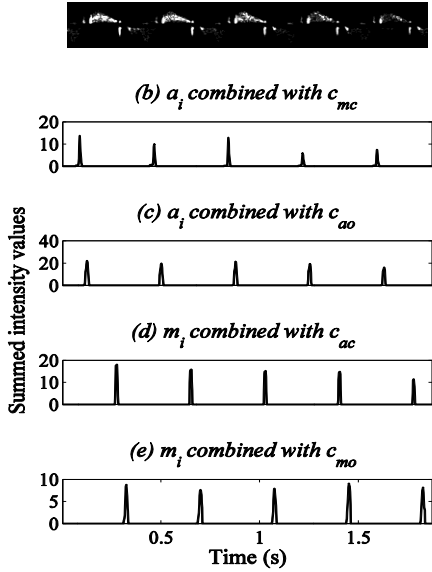 (b) a_i combined with c_mc
20
10
0
(c) a_i combined with c_ao
40
20
0
(d) m_i combined with c_ac
20
10
0
(e) m_i combined with c_mo
10
5
0
0.5 1 1.5
Time (s)
Summed intensity values